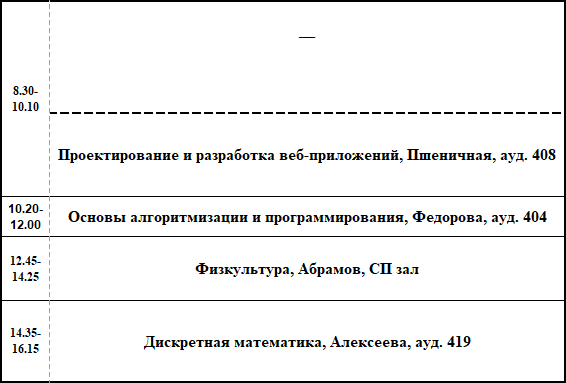 —
8.30-
10.10
Проектирование и разработка веб-приложений, Пшеничная, ауд. 408
10.20-
12.00
Основы алгоритмизации и программирования, Федорова, ауд. 404
12.45-
14.25
Физкультура, Абрамов, СП зал
14.35-
16.15
Дискретная математика, Алексеева, ауд. 419